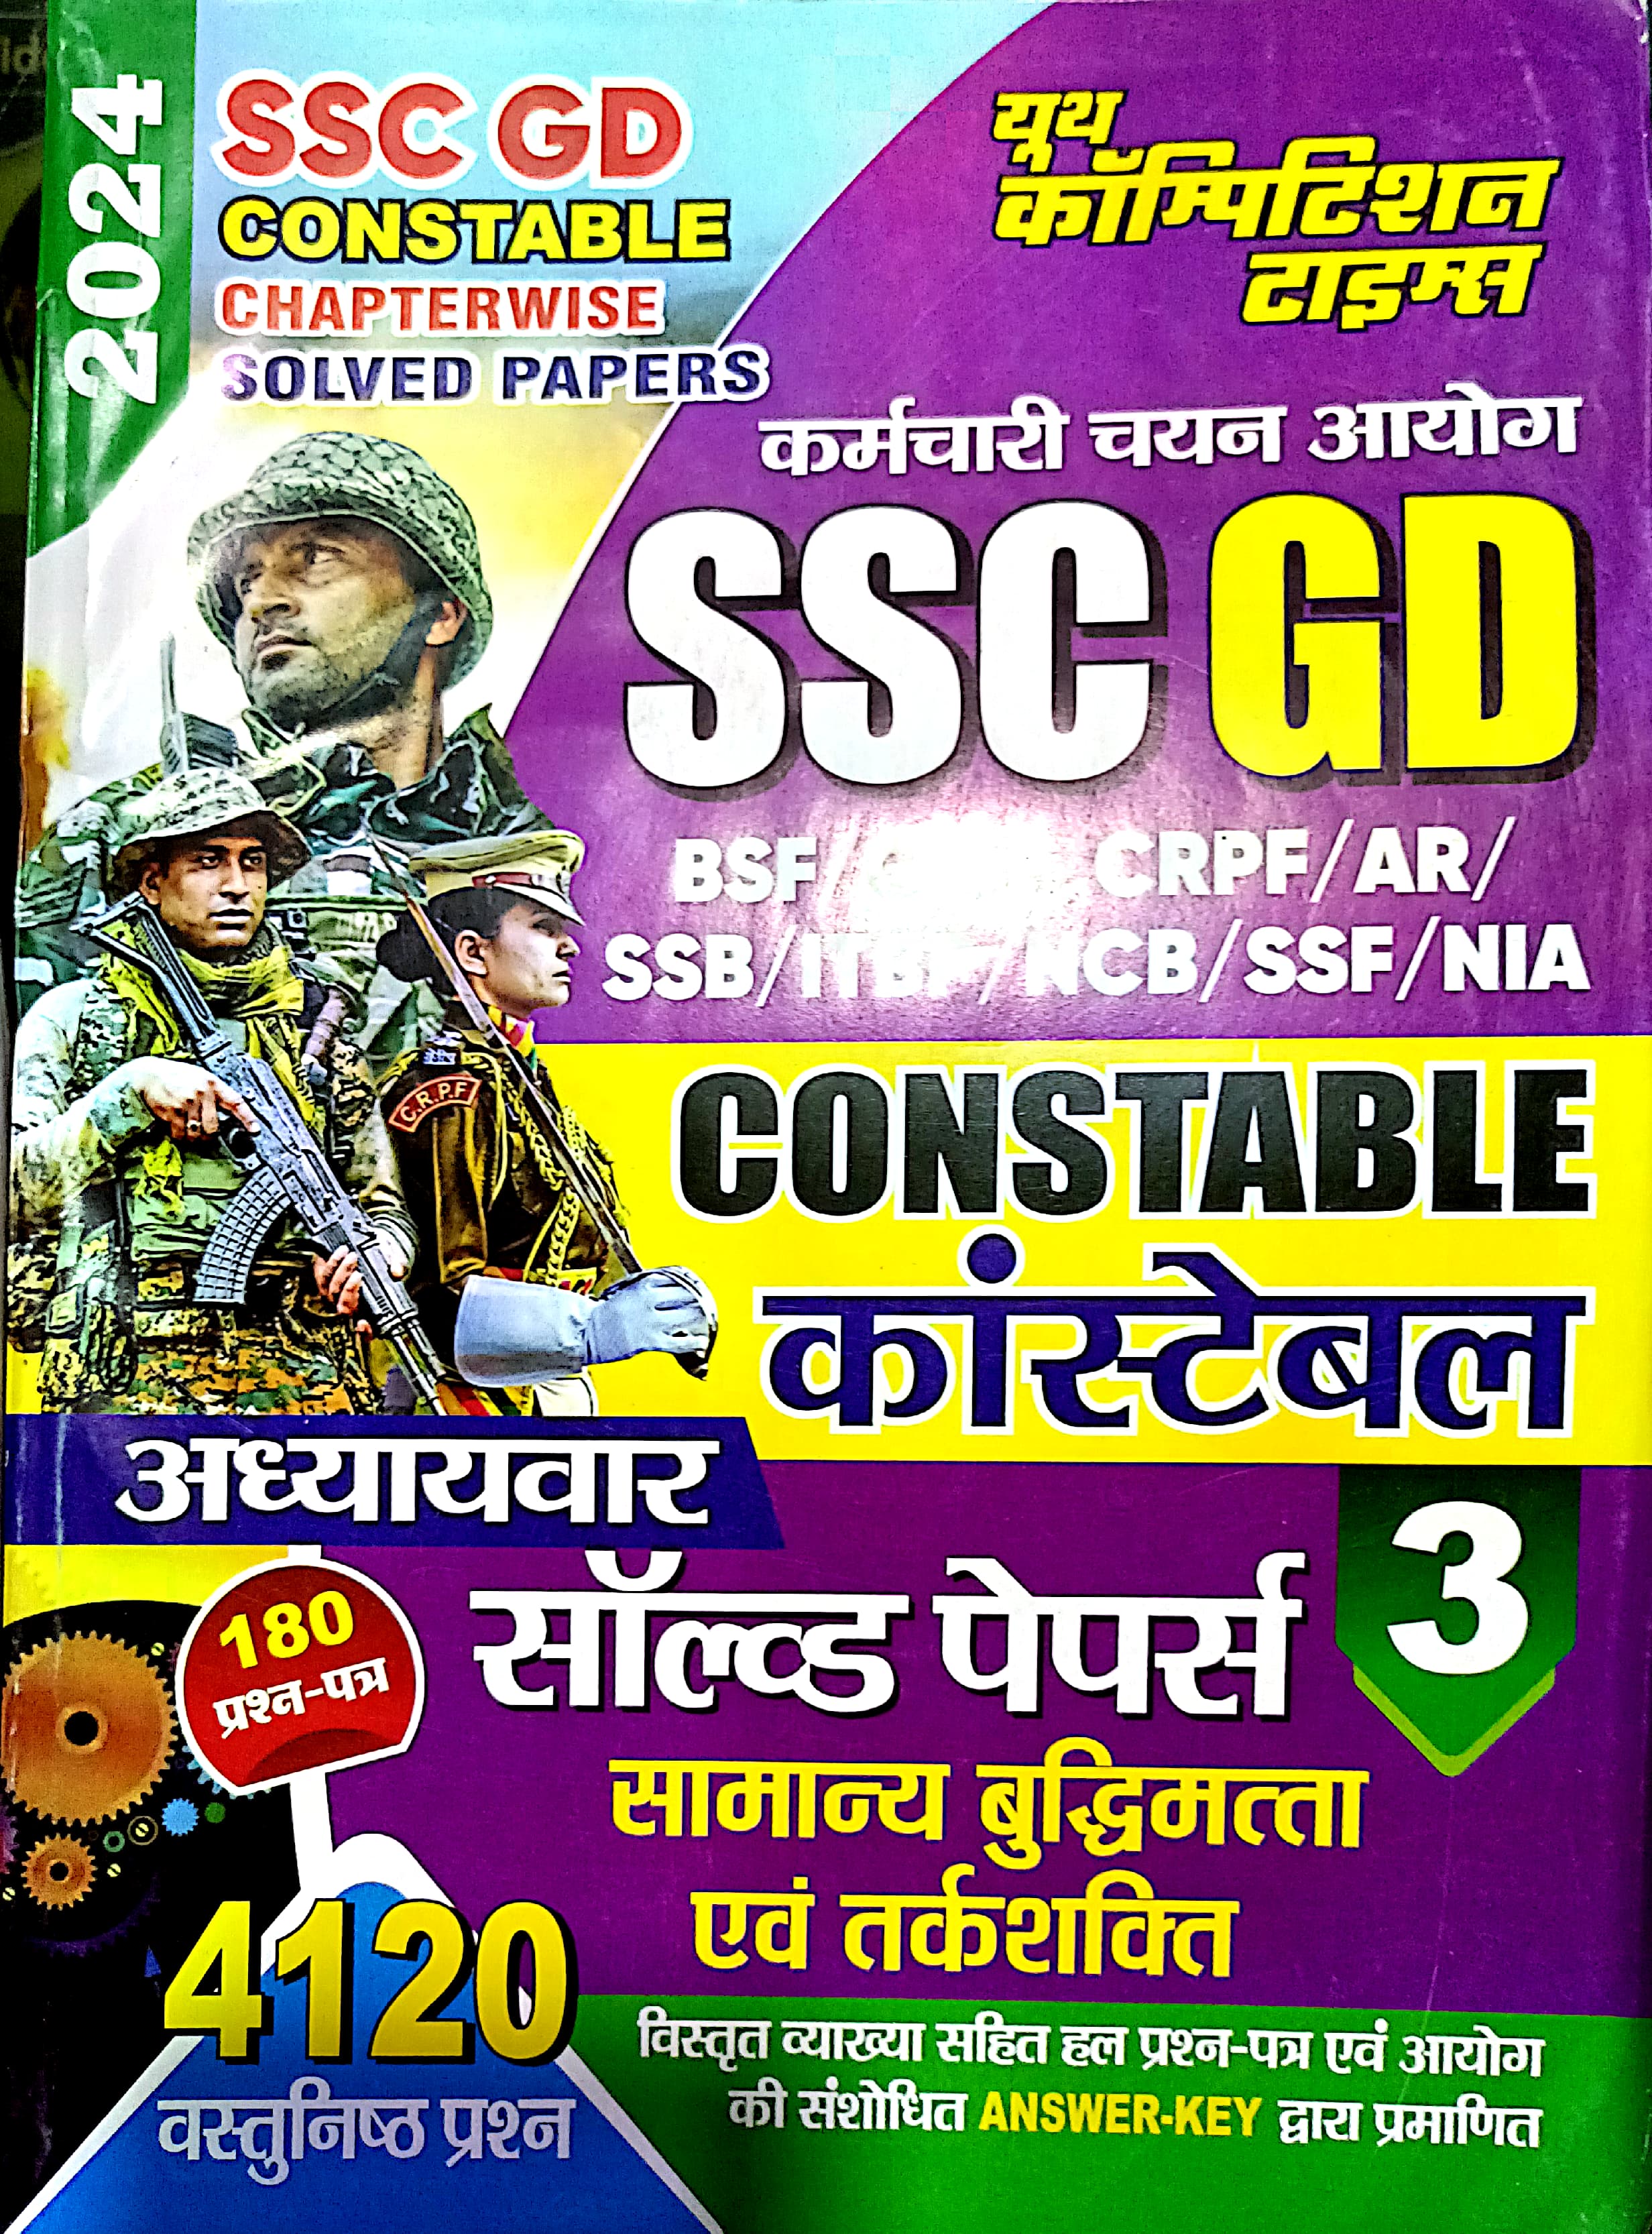 2024
SSC GD
CONSTABLE
CHAPTERWISE
SOLVED PAPERS
यूथ
कॉम्पिटिशन
टाइम्स
कर्मचारी चयन आयोग
SSC GD
BSF/ CRPF/AR/
SSB/ITBP/NCB/SSF/NIA
C.R.P.F
CONSTABLE
कांस्टेबल
अध्यायवार
180
प्रश्न-पत्र
सॉल्व्ड पेपर्स
3
सामान्य बुद्धिमत्ता
एवं तर्कशक्ति
4120
वस्तुनिष्ठ प्रश्न
विस्तृत व्याख्या सहित हल प्रश्न-पत्र एवं आयोग
की संशोधित ANSWER-KEY द्वारा प्रमाणित